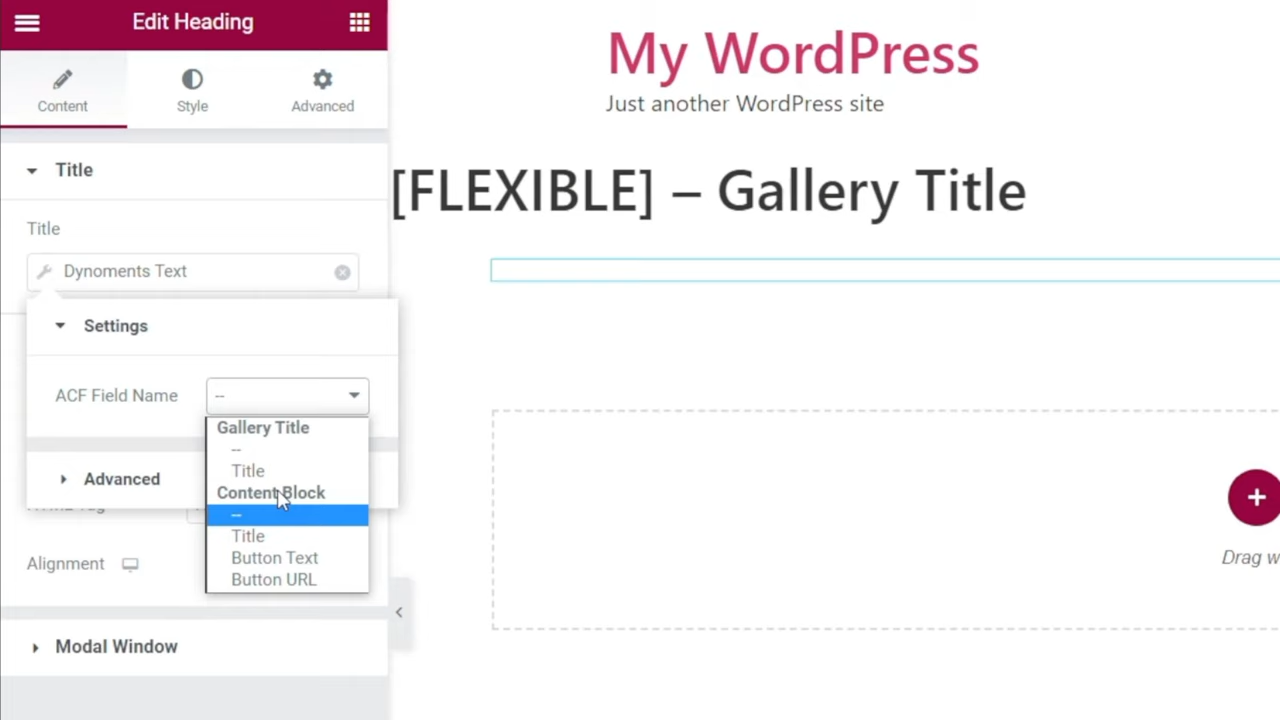 Edit Heading
Content
Style
Advanced
Title
Title
Dynoments Text
Settings
ACF Field Name
--
Gallery Title
--
Title
Content Block
--
Title
Button Text
Button URL
Advanced
Alignment
Modal Window
My WordPress
Just another WordPress site
[FLEXIBLE] – Gallery Title
+
Drag w